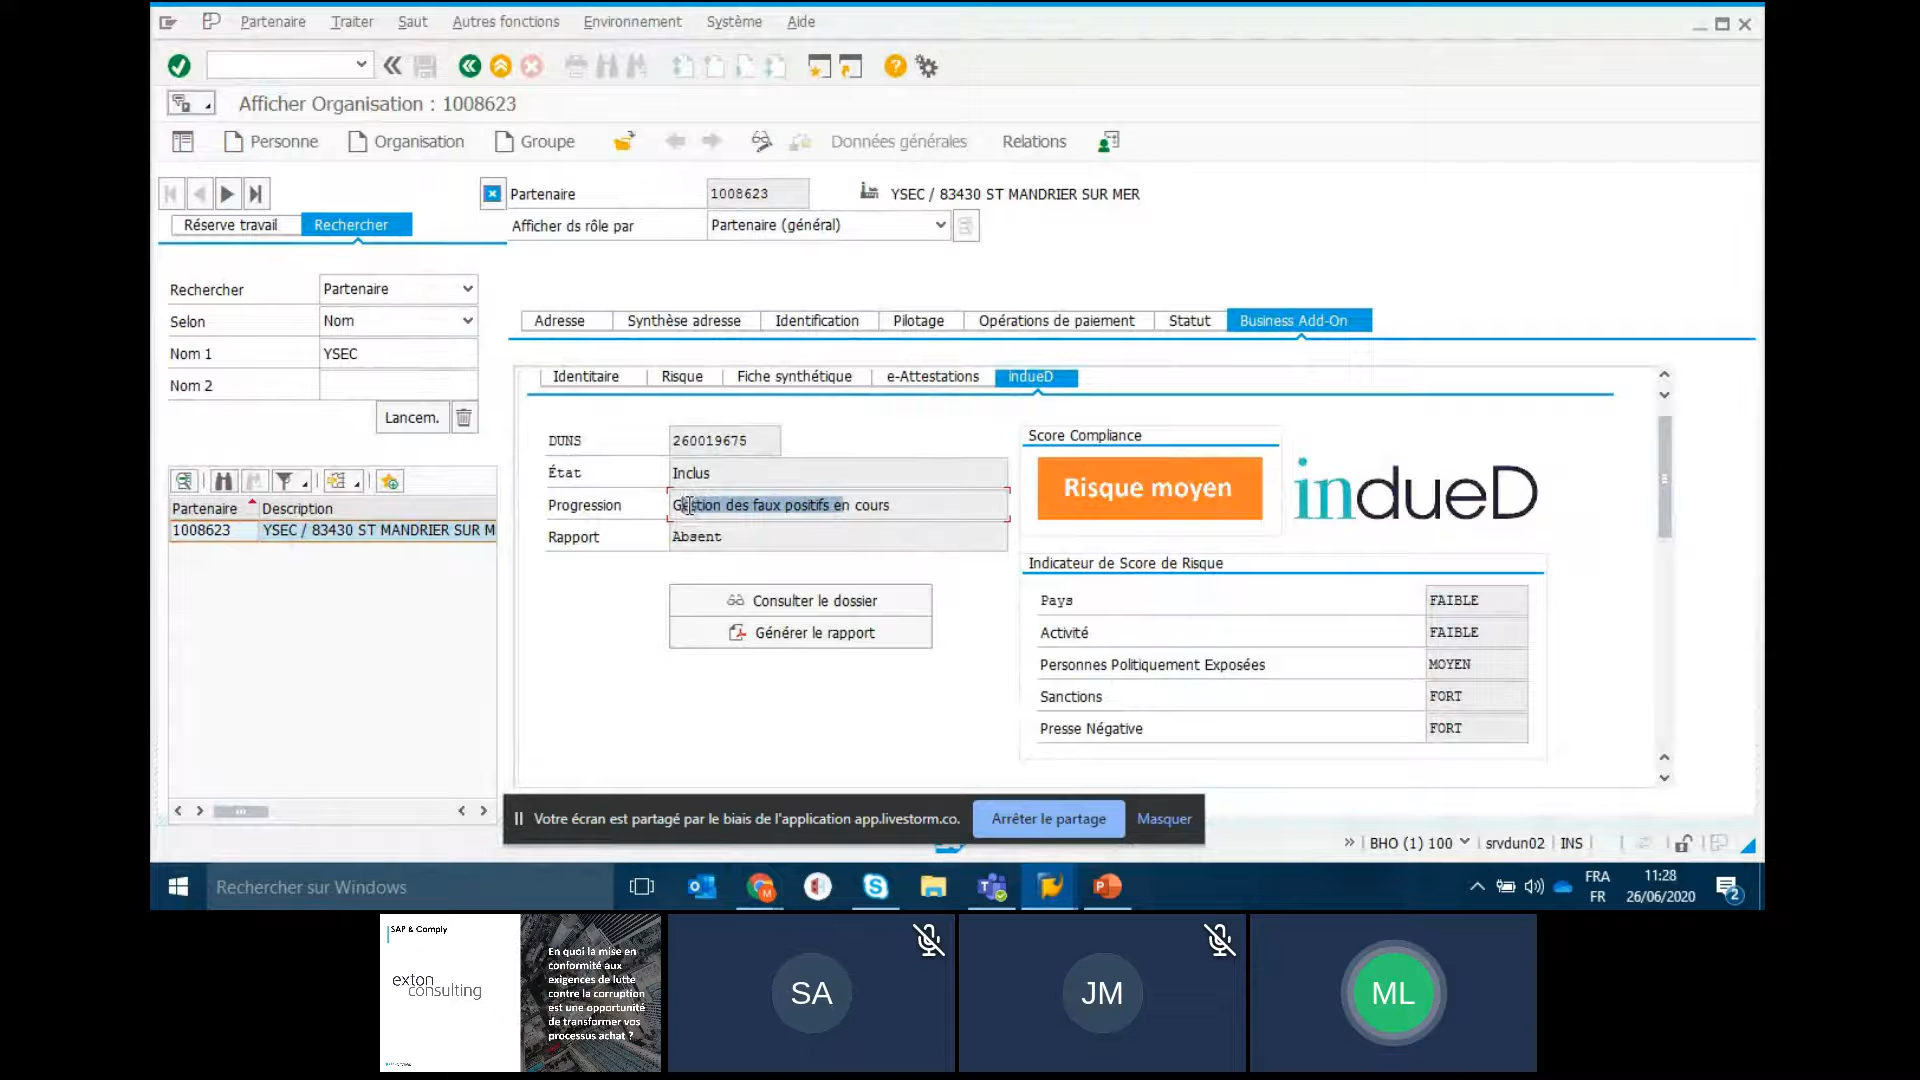 Partenaire Traiter Saut Autres fonctions Environnement Système Aide
Afficher Organisation : 1008623
Personne Organisation Groupe Données générales Relations
Partenaire 1008623 YSEC / 83430 ST MANDRIER SUR MER
Réserve travail Rechercher
Afficher ds rôle par Partenaire (général)
Rechercher Partenaire
Selon Nom
Nom 1 YSEC
Nom 2
Lancem.
Partenaire Description
1008623 YSEC / 83430 ST MANDRIER SUR M
Adresse Synthèse adresse Identification Pilotage Opérations de paiement Statut Business Add-On
Identitaire Risque Fiche synthétique e-Attestations indueD
DUNS 260019675
État Inclus
Progression Gestion des faux positifs en cours
Rapport Absent
Consulter le dossier
Générer le rapport
Score Compliance
Risque moyen
indueD
Indicateur de Score de Risque
Pays FAIBLE
Activité FAIBLE
Personnes Politiquement Exposées MOYEN
Sanctions FORT
Presse Négative FORT
Votre écran est partagé par le biais de l'application app.livestorm.co. Arrêter le partage Masquer
BHO (1) 100 srvdun02 INS
Rechercher sur Windows
FRA
FR
11:28
26/06/2020
2
SAP & Comply
exton
consulting
En quoi la mise en
conformité aux
exigences de lutte
contre la corruption
est une opportunité
de transformer vos
processus achat ?
SA
JM
ML